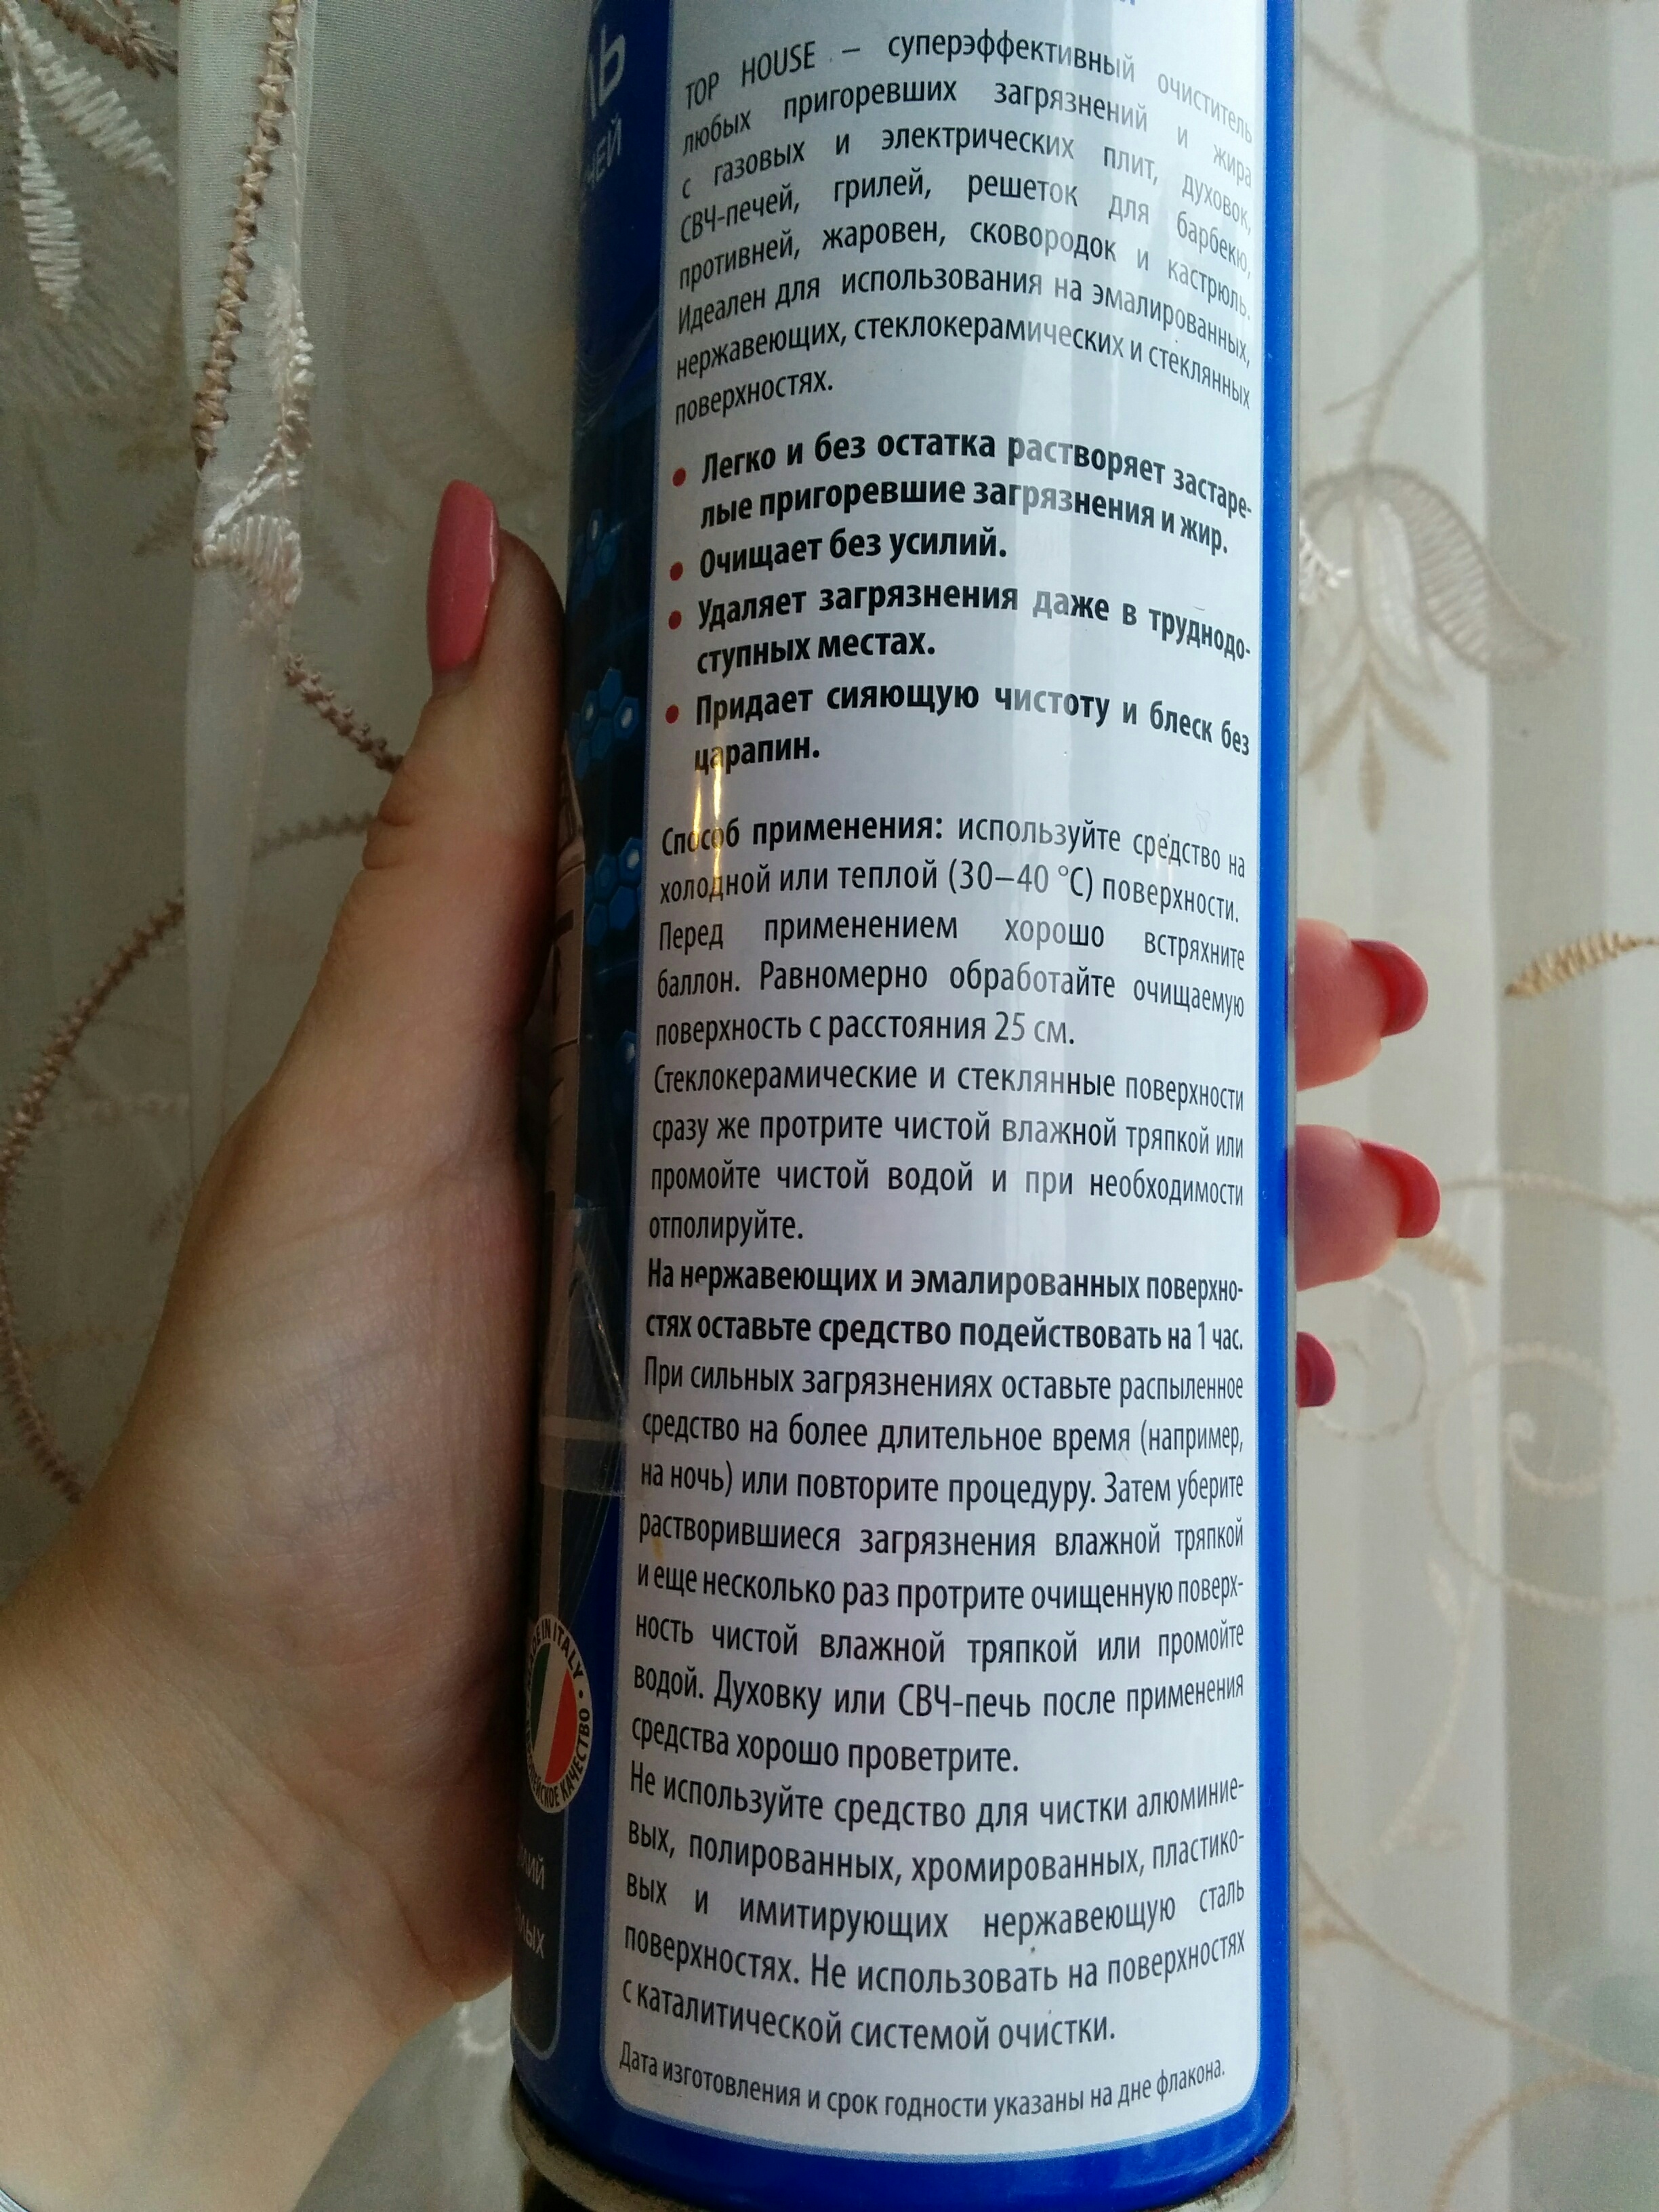 ль
чей
TOP HOUSE – суперэффективный очиститель
любых пригоревших загрязнений и жира
с газовых и электрических плит, духовок,
СВЧ-печей, грилей, решеток для барбекю,
противней, жаровен, сковородок и кастрюль.
Идеален для использования на эмалированных,
нержавеющих, стеклокерамических и стеклянных
поверхностях.
• Легко и без остатка растворяет застаре-
лые пригоревшие загрязнения и жир.
• Очищает без усилий.
• Удаляет загрязнения даже в труднодо-
ступных местах.
• Придает сияющую чистоту и блеск без
царапин.
Способ применения: используйте средство на
холодной или теплой (30–40 °C) поверхности.
Перед применением хорошо встряхните
баллон. Равномерно обработайте очищаемую
поверхность с расстояния 25 см.
Стеклокерамические и стеклянные поверхности
сразу же протрите чистой влажной тряпкой или
промойте чистой водой и при необходимости
отполируйте.
На нержавеющих и эмалированных поверхно-
стях оставьте средство подействовать на 1 час.
При сильных загрязнениях оставьте распыленное
средство на более длительное время (например,
на ночь) или повторите процедуру. Затем уберите
растворившиеся загрязнения влажной тряпкой
и еще несколько раз протрите очищенную поверх-
ность чистой влажной тряпкой или промойте
водой. Духовку или СВЧ-печь после применения
средства хорошо проветрите.
Не используйте средство для чистки алюминие-
вых, полированных, хромированных, пластико-
вых и имитирующих нержавеющую сталь
поверхностях. Не использовать на поверхностях
с каталитической системой очистки.
Дата изготовления и срок годности указаны на дне флакона.
MADE IN ITALY •
КАЧЕСТВО